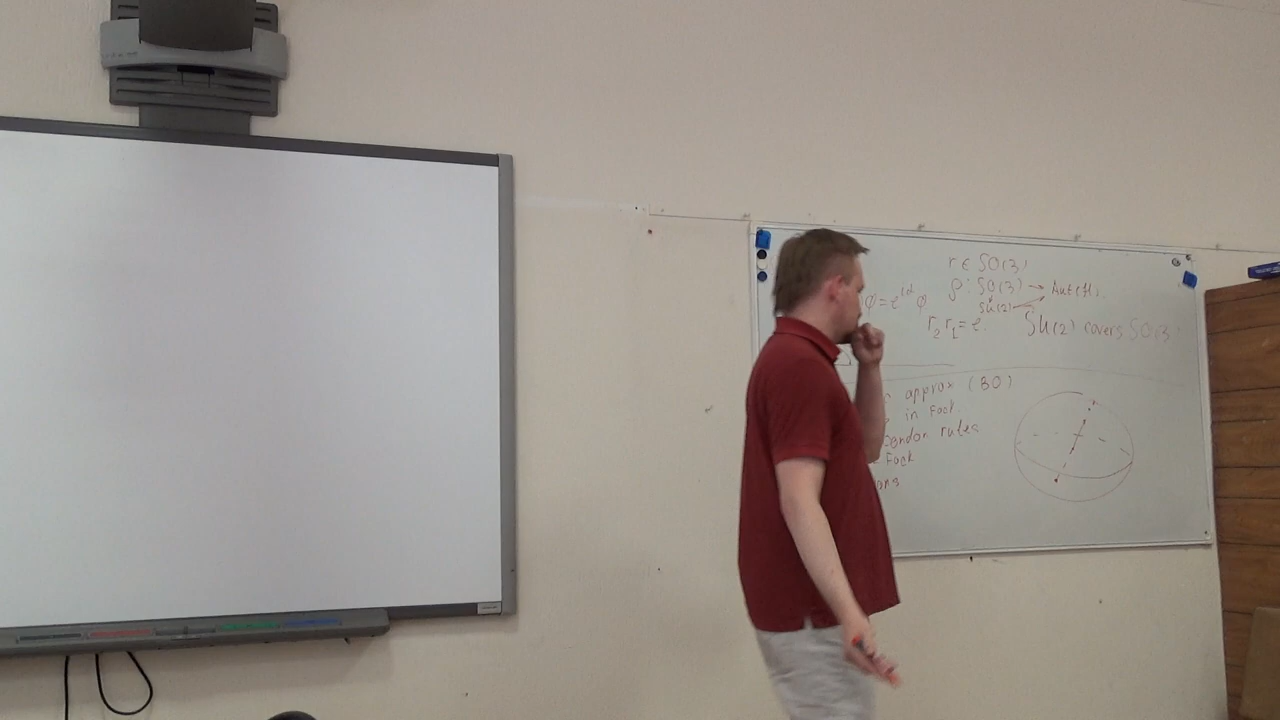 r ∈ SO(3)
ρ: SO(3) → Aut(H)
SU(2)
φ = e^{iα} φ
r₂ r₁ = e
SU(2) covers SO(3)
approx (BO)
in Fock
rules
Fock